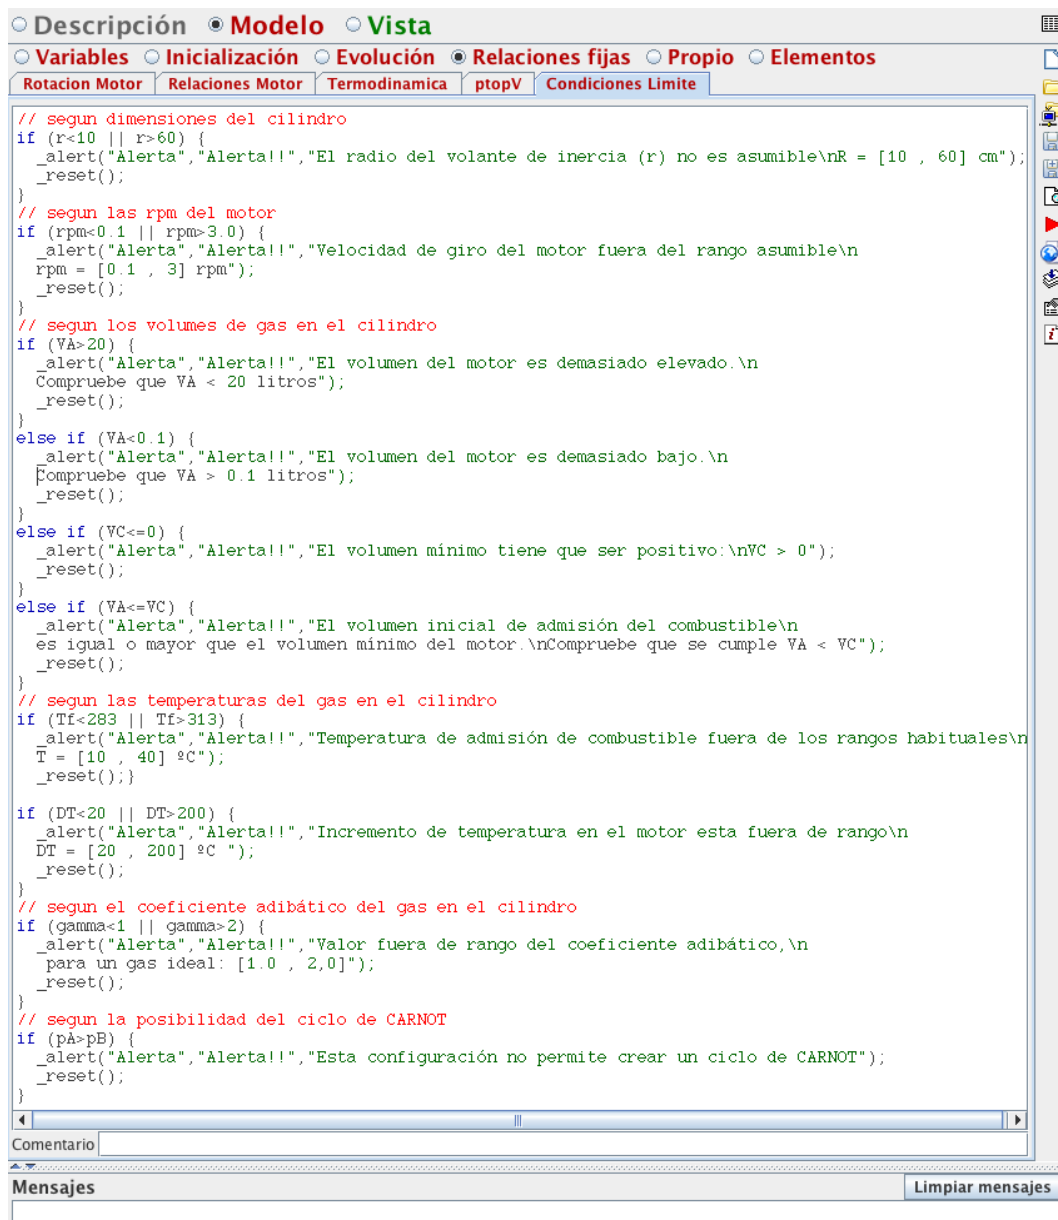 Descripción Modelo Vista
Variables Inicialización Evolución Relaciones fijas Propio Elementos
Rotacion Motor Relaciones Motor Termodinamica ptopV Condiciones Limite
// segun dimensiones del cilindro
if (r<10 || r>60) {
_alert("Alerta","Alerta!!","El radio del volante de inercia (r) no es asumible\nR = [10 , 60] cm");
_reset();
}
// segun las rpm del motor
if (rpm<0.1 || rpm>3.0) {
_alert("Alerta","Alerta!!","Velocidad de giro del motor fuera del rango asumible\n
rpm = [0.1 , 3] rpm");
_reset();
}
// segun los volumes de gas en el cilindro
if (VA>20) {
_alert("Alerta","Alerta!!","El volumen del motor es demasiado elevado.\n
Compruebe que VA < 20 litros");
_reset();
}
else if (VA<0.1) {
_alert("Alerta","Alerta!!","El volumen del motor es demasiado bajo.\n
Compruebe que VA > 0.1 litros");
_reset();
}
else if (VC<=0) {
_alert("Alerta","Alerta!!","El volumen mínimo tiene que ser positivo:\nVC > 0");
_reset();
}
else if (VA<=VC) {
_alert("Alerta","Alerta!!","El volumen inicial de admisión del combustible\n
es igual o mayor que el volumen mínimo del motor.\nCompruebe que se cumple VA < VC");
_reset();
}
// segun las temperaturas del gas en el cilindro
if (Tf<283 || Tf>313) {
_alert("Alerta","Alerta!!","Temperatura de admisión de combustible fuera de los rangos habituales\n
T = [10 , 40] ºC");
_reset();}
if (DT<20 || DT>200) {
_alert("Alerta","Alerta!!","Incremento de temperatura en el motor esta fuera de rango\n
DT = [20 , 200] ºC ");
_reset();
}
// segun el coeficiente adibático del gas en el cilindro
if (gamma<1 || gamma>2) {
_alert("Alerta","Alerta!!","Valor fuera de rango del coeficiente adibático,\n
para un gas ideal: [1.0 , 2,0]");
_reset();
}
// segun la posibilidad del ciclo de CARNOT
if (pA>pB) {
_alert("Alerta","Alerta!!","Esta configuración no permite crear un ciclo de CARNOT");
_reset();
}
Comentario
Mensajes Limpiar mensajes